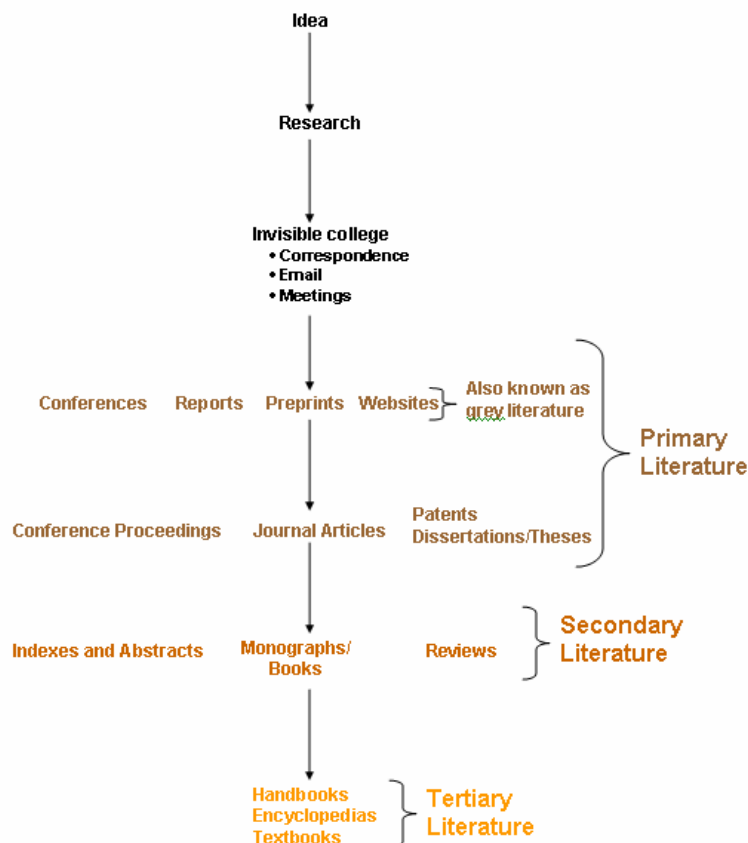 Idea
Research
Invisible college
• Correspondence
• Email
• Meetings
Conferences Reports Preprints Websites
Also known as
grey literature
Primary
Literature
Conference Proceedings Journal Articles
Patents
Dissertations/Theses
Indexes and Abstracts
Monographs/
Books
Reviews
Secondary
Literature
Handbooks
Encyclopedias
Textbooks
Tertiary
Literature